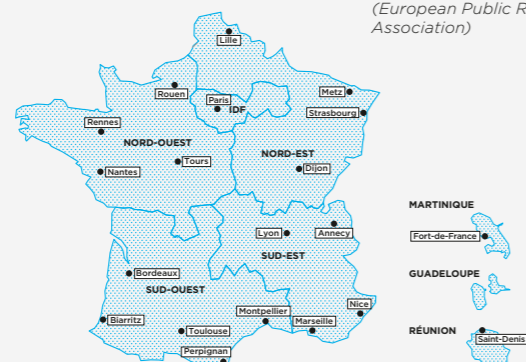 (European Public R
Association)
Lille
Rouen
Paris
IDF
Metz
Strasbourg
Rennes
NORD-OUEST
NORD-EST
Tours
Nantes
Dijon
MARTINIQUE
Lyon
Annecy
Fort-de-France
SUD-EST
Bordeaux
GUADELOUPE
SUD-OUEST
Nice
Montpellier
Biarritz
Toulouse
Marseille
RÉUNION
Saint-Denis
Perpignan